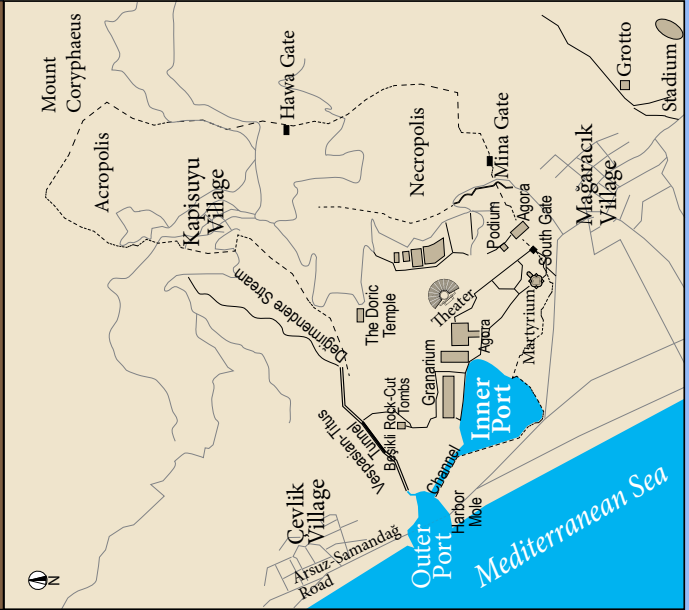 Mount
Coryphaeus
Acropolis
Hawa Gate
Kapisuyu
Village
Necropolis
Mina Gate
Grotto
Stadium
Mağaracık
Village
Değirmendere Stream
The Doric
Temple
Podium
Agora
South Gate
Theater
Martyrium
Vespasian-Titus
Tunnel
Beşikli Rock-Cut
Tombs
Granarium
Agora
Inner
Port
Channel
Çevlik
Village
Arsuz-Samandağ
Road
Outer
Port
Harbor
Mole
Mediterranean Sea
N